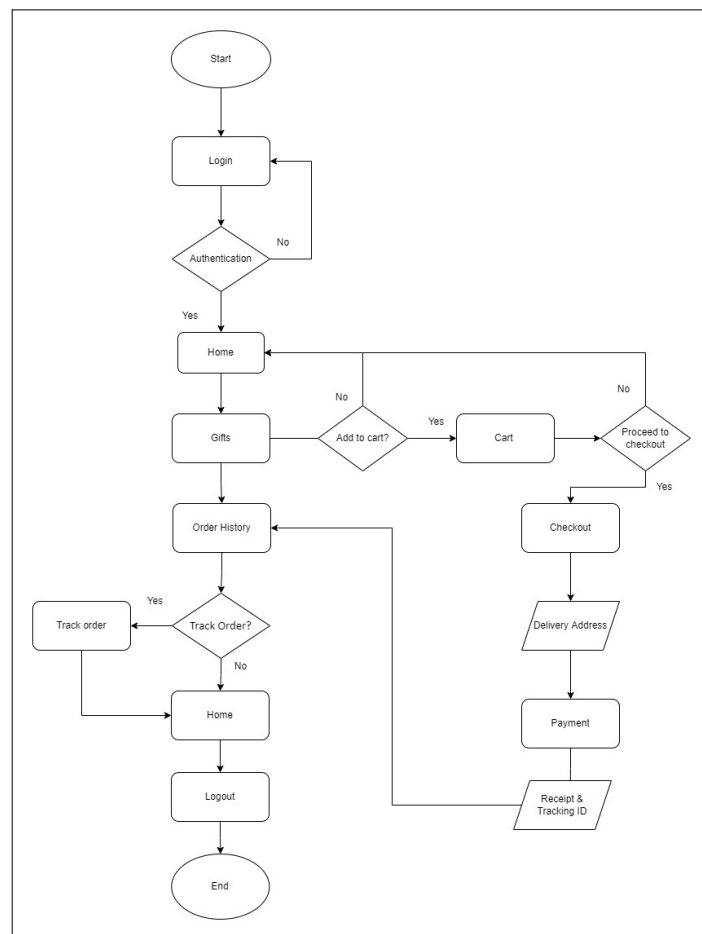 Start
Login
No
Authentication
Yes
Home
No
No
Gifts
Add to cart?
Yes
Cart
Proceed to
checkout
Yes
Order History
Checkout
Yes
Track order
Track Order?
Delivery Address
No
Home
Payment
Logout
Receipt &
Tracking ID
End